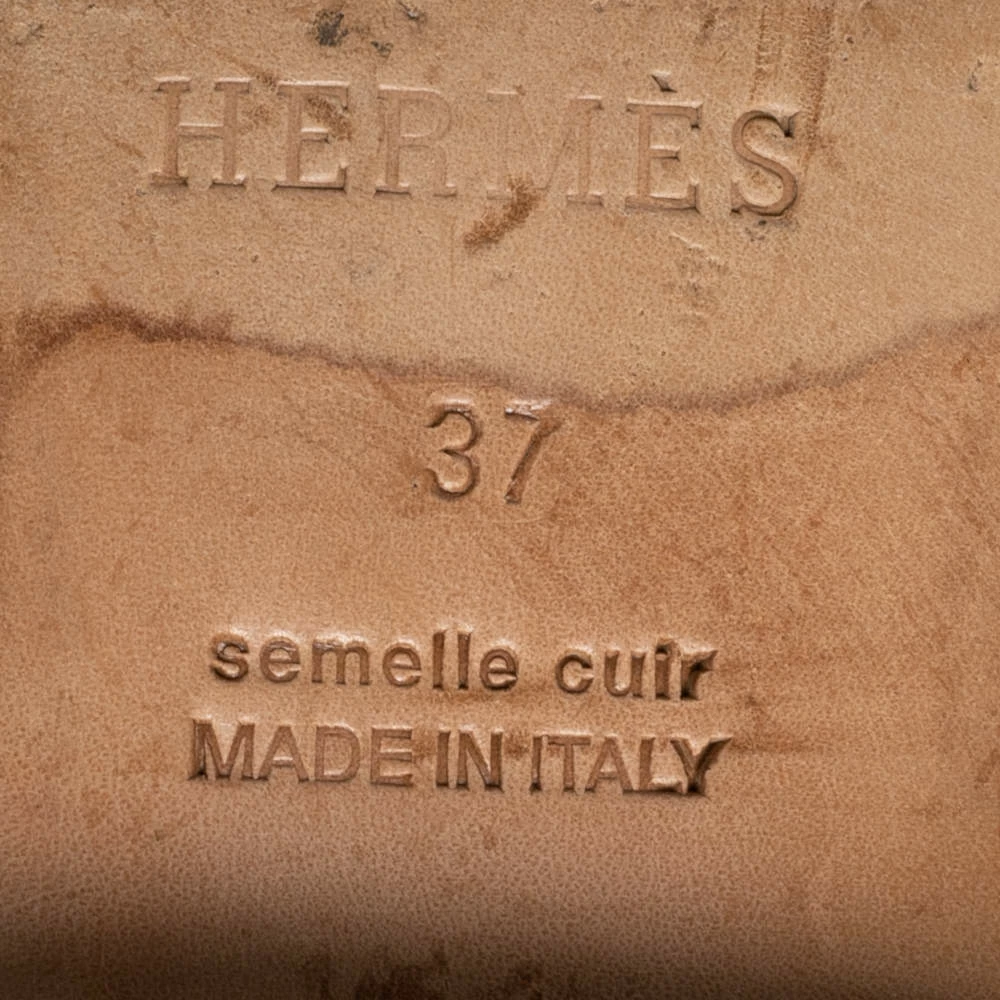 HERMÈS
37
semelle cuir
MADE IN ITALY